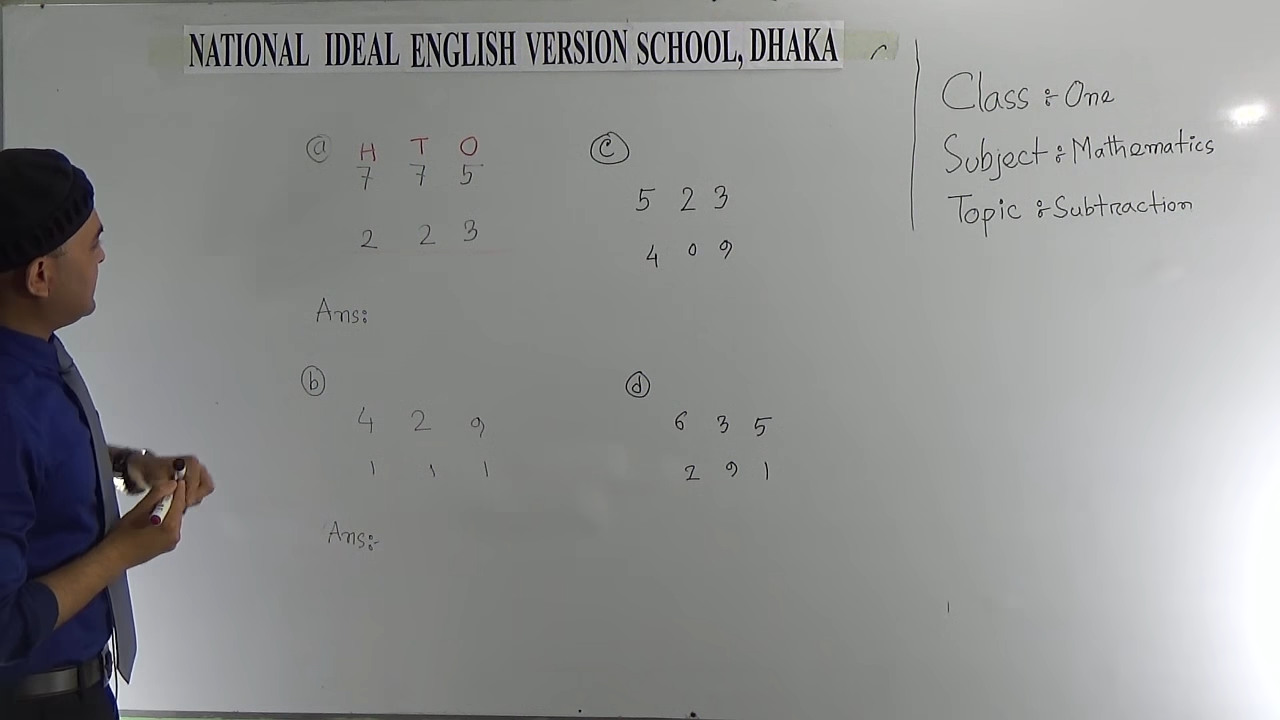 NATIONAL IDEAL ENGLISH VERSION SCHOOL, DHAKA
ⓐ H T O
7 7 5
2 2 3
Ans:
ⓑ
4 2 9
1 1 1
Ans:-
ⓒ
5 2 3
4 0 9
ⓓ
6 3 5
2 9 1
Class : One
Subject : Mathematics
Topic : Subtraction